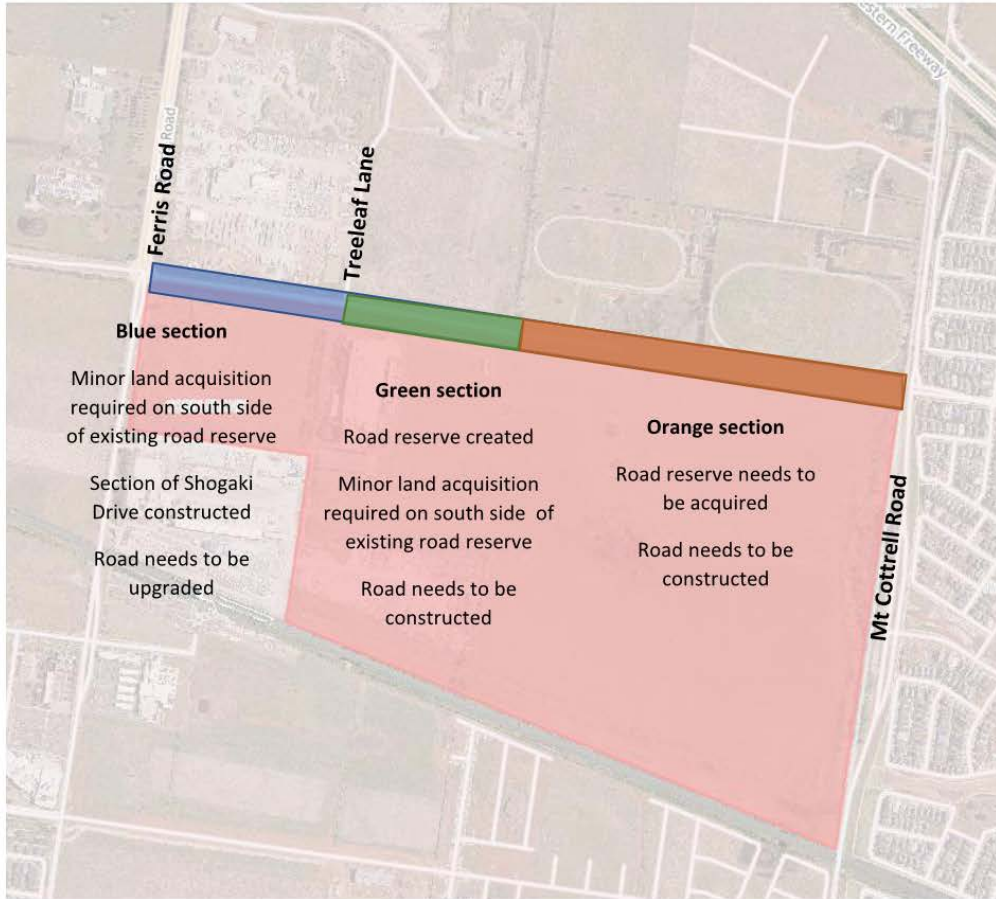 estern Freeway
Road
Ferris Road
Treeleaf Lane
Blue section
Minor land acquisition
required on south side
of existing road reserve
Section of Shogaki
Drive constructed
Road needs to be
upgraded
Green section
Road reserve created
Minor land acquisition
required on south side of
existing road reserve
Road needs to be
constructed
Orange section
Road reserve needs to
be acquired
Road needs to be
constructed
Mt Cottrell Road